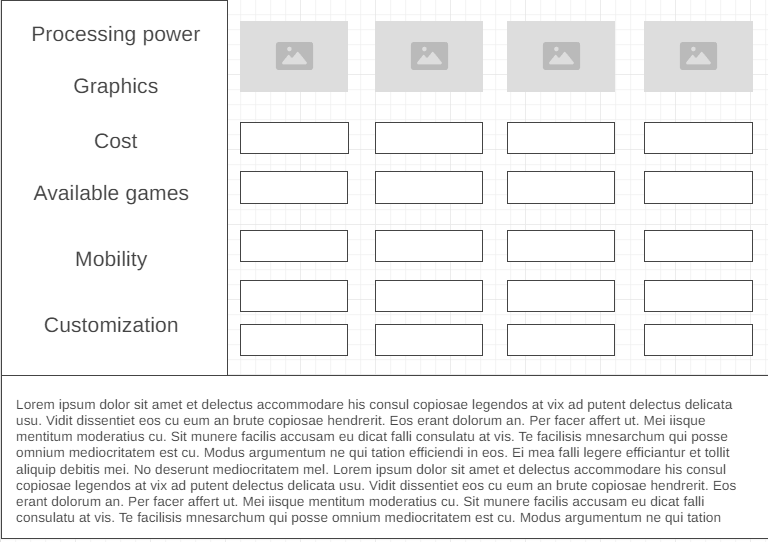 Processing power
Graphics
Cost
Available games
Mobility
Customization
Lorem ipsum dolor sit amet et delectus accommodare his consul copiosae legendos at vix ad putent delectus delicata
usu. Vidit dissentiet eos cu eum an brute copiosae hendrerit. Eos erant dolorum an. Per facer affert ut. Mei iisque
mentitum moderatius cu. Sit munere facilis accusam eu dicat falli consulatu at vis. Te facilisis mnesarchum qui posse
omnium mediocritatem est cu. Modus argumentum ne qui tation efficiendi in eos. Ei mea falli legere efficiantur et tollit
aliquip debitis mei. No deserunt mediocritatem mel. Lorem ipsum dolor sit amet et delectus accommodare his consul
copiosae legendos at vix ad putent delectus delicata usu. Vidit dissentiet eos cu eum an brute copiosae hendrerit. Eos
erant dolorum an. Per facer affert ut. Mei iisque mentitum moderatius cu. Sit munere facilis accusam eu dicat falli
consulatu at vis. Te facilisis mnesarchum qui posse omnium mediocritatem est cu. Modus argumentum ne qui tation